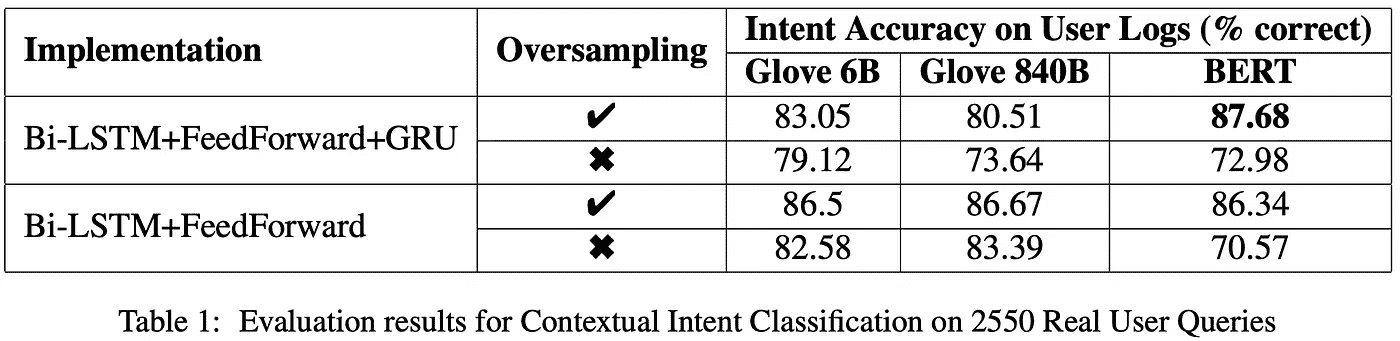 Implementation Oversampling Intent Accuracy on User Logs (% correct)
Glove 6B Glove 840B BERT
Bi-LSTM+FeedForward+GRU ✔ 83.05 80.51 87.68
✖ 79.12 73.64 72.98
Bi-LSTM+FeedForward ✔ 86.5 86.67 86.34
✖ 82.58 83.39 70.57
Table 1: Evaluation results for Contextual Intent Classification on 2550 Real User Queries